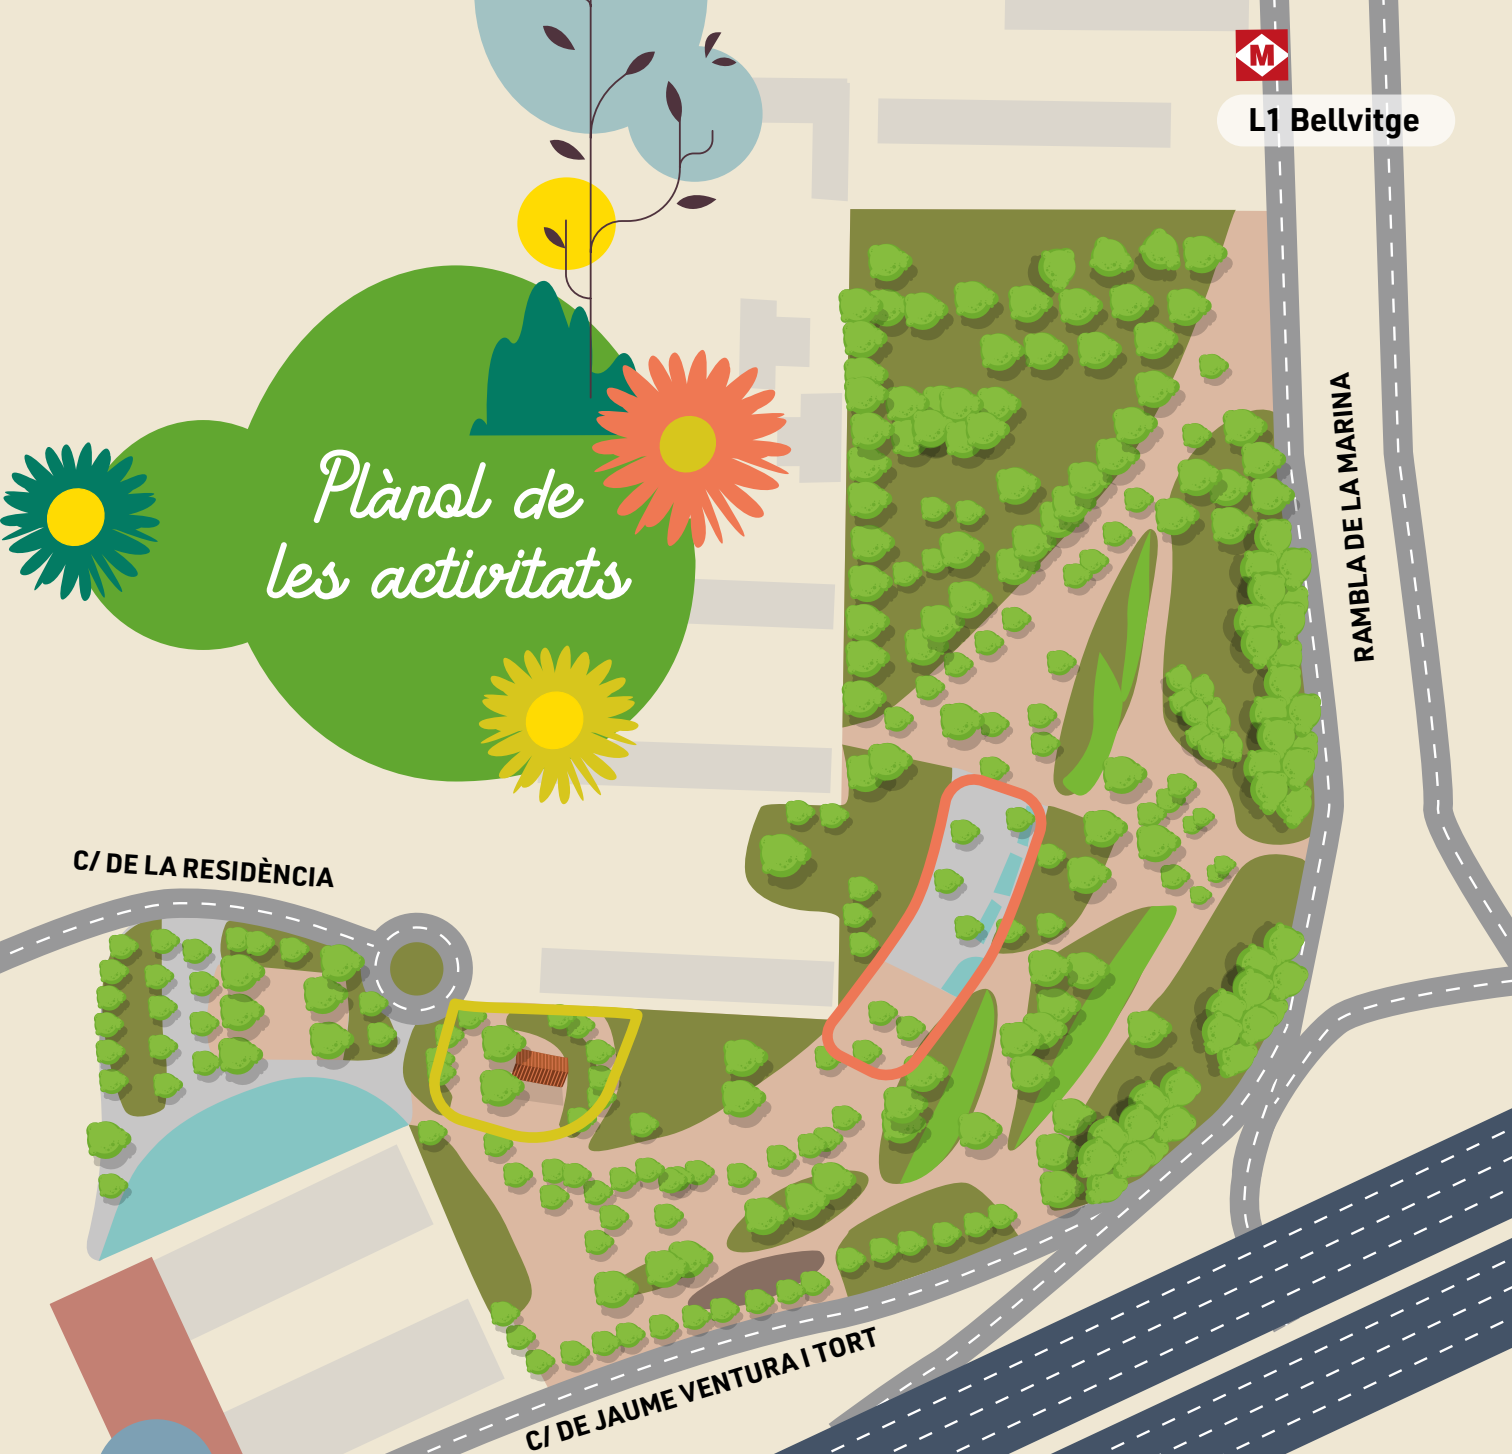 M
L1 Bellvitge
Plànol de
les activitats
RAMBLA DE LA MARINA
C/ DE LA RESIDÈNCIA
C/ DE JAUME VENTURA I TORT